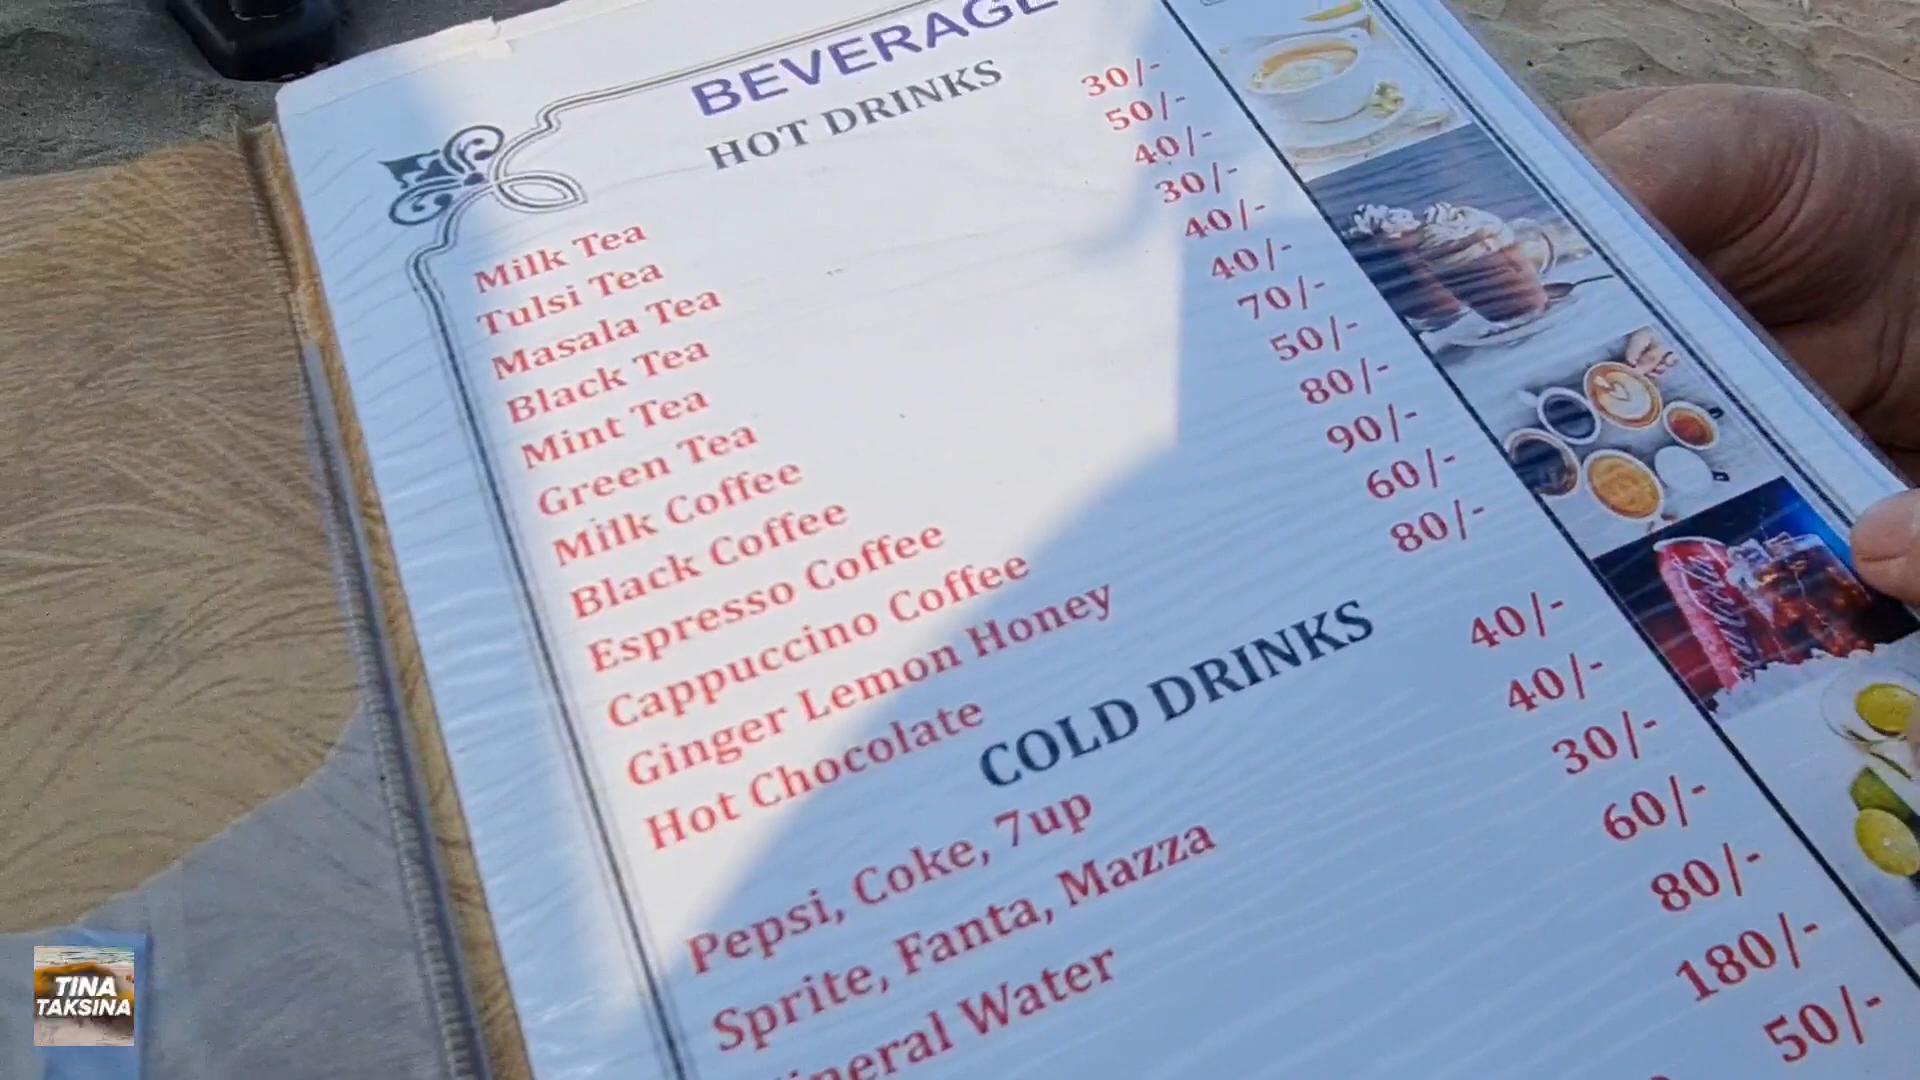 BEVERAGE
HOT DRINKS
Milk Tea 30/-
Tulsi Tea 50/-
Masala Tea 40/-
Black Tea 30/-
Mint Tea 40/-
Green Tea 40/-
Milk Coffee 70/-
Black Coffee 50/-
Espresso Coffee 80/-
Cappuccino Coffee 90/-
Ginger Lemon Honey 60/-
Hot Chocolate 80/-
COLD DRINKS
Pepsi, Coke, 7up 40/-
Sprite, Fanta, Mazza 40/-
ineral Water 30/-
60/-
80/-
180/-
50/-
TINA
TAKSINA